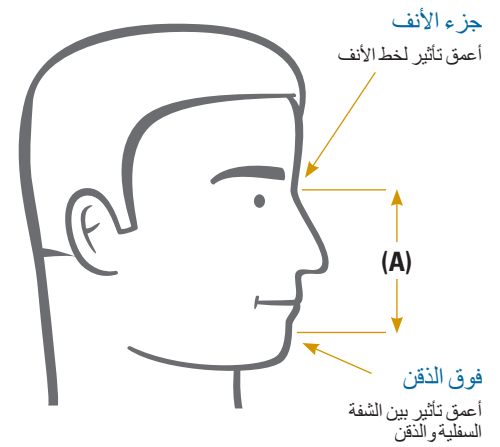 جزء الأنف
أعمق تأثير لخط الأنف
(A)
فوق الذقن
أعمق تأثير بين الشفة
السفلية والذقن